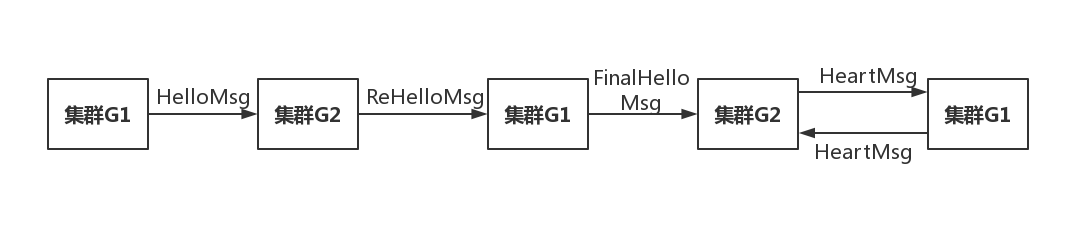 集群G1
HelloMsg
集群G2
ReHelloMsg
集群G1
FinalHello
Msg
集群G2
HeartMsg
HeartMsg
集群G1